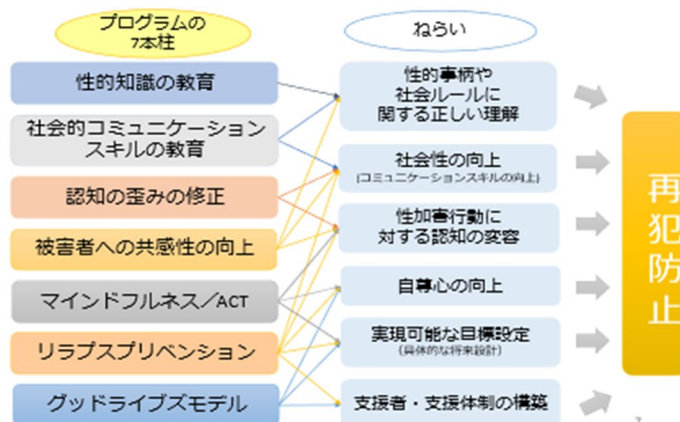 プログラムの
7本柱
ねらい
性的知識の教育
社会的コミュニケーション
スキルの教育
認知の歪みの修正
被害者への共感性の向上
マインドフルネス／ACT
リラプスプリベンション
グッドライブズモデル
性的事柄や
社会ルールに
関する正しい理解
社会性の向上
(コミュニケーションスキルの向上)
性加害行動に
対する認知の変容
自尊心の向上
実現可能な目標設定
(具体的な将来設計)
支援者・支援体制の構築
再犯防止